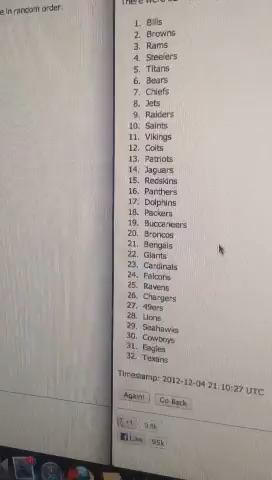 e in random order.
There were
1. Bills
2. Browns
3. Rams
4. Steelers
5. Titans
6. Bears
7. Chiefs
8. Jets
9. Raiders
10. Saints
11. Vikings
12. Colts
13. Patriots
14. Jaguars
15. Redskins
16. Panthers
17. Dolphins
18. Packers
19. Buccaneers
20. Broncos
21. Bengals
22. Giants
23. Cardinals
24. Falcons
25. Ravens
26. Chargers
27. 49ers
28. Lions
29. Seahawks
30. Cowboys
31. Eagles
32. Texans
Timestamp: 2012-12-04 21:10:27 UTC
Again!
Go Back
+1
Like 95k